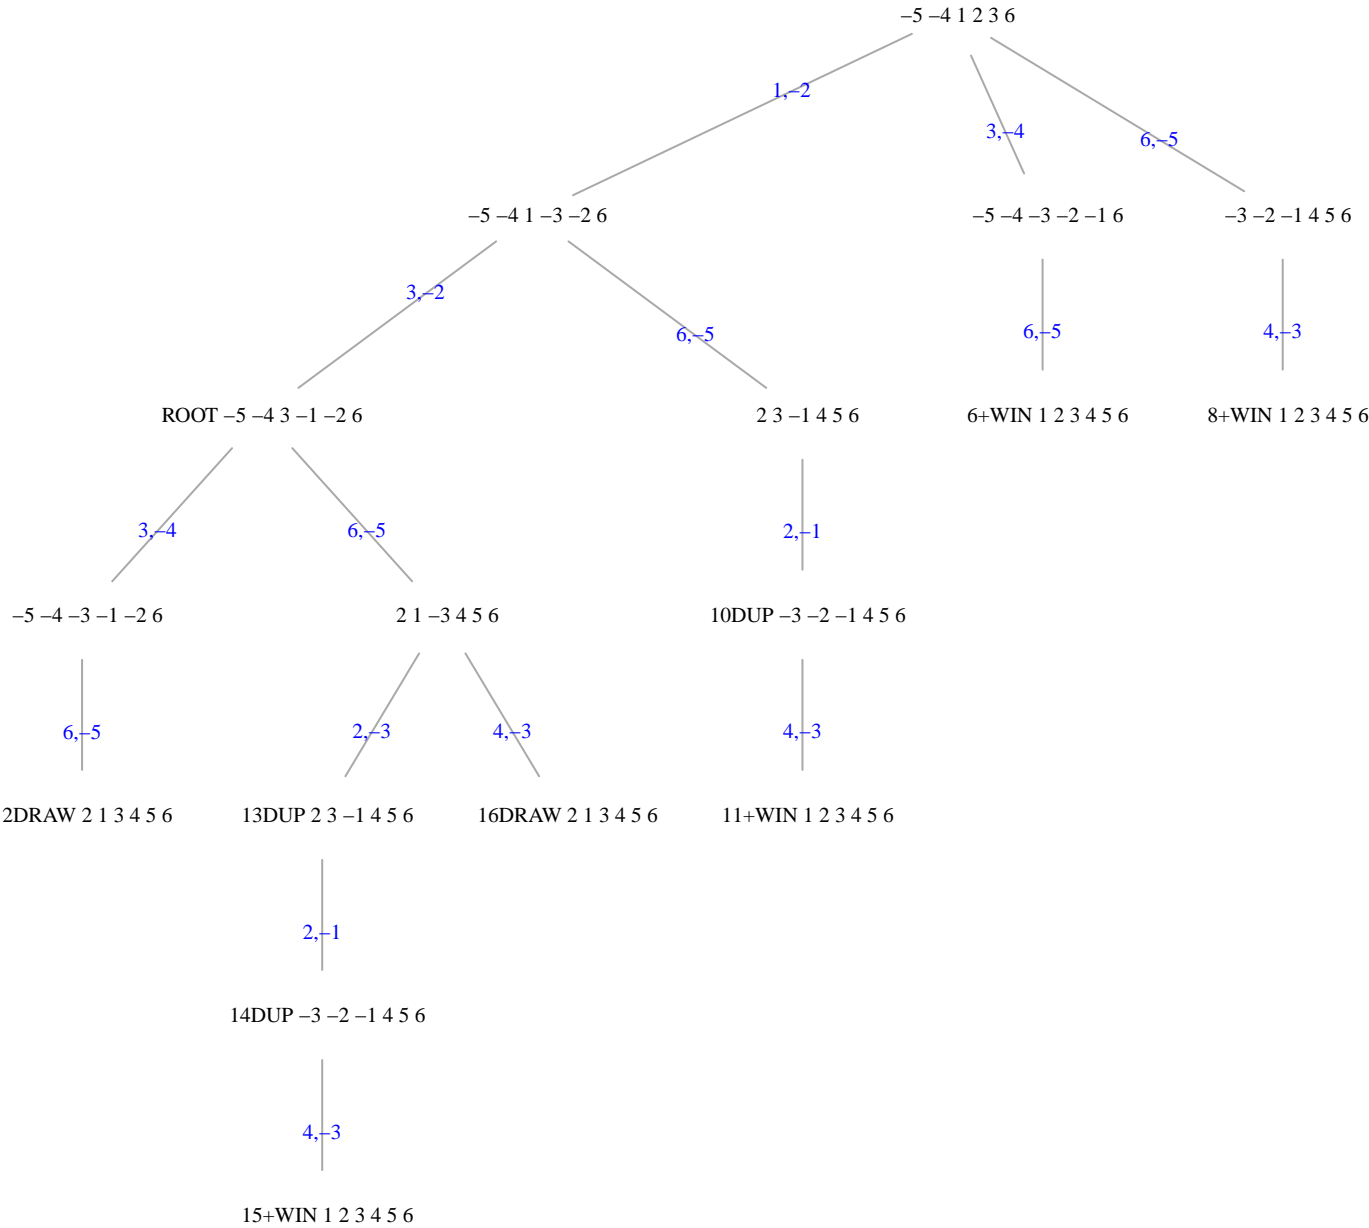 –5 –4 1 2 3 6
1,–2
3,–4
6,–5
–5 –4 1 –3 –2 6
–5 –4 –3 –2 –1 6
–3 –2 –1 4 5 6
3,–2
6,–5
6,–5
4,–3
ROOT –5 –4 3 –1 –2 6
2 3 –1 4 5 6
6+WIN 1 2 3 4 5 6
8+WIN 1 2 3 4 5 6
3,–4
6,–5
2,–1
–5 –4 –3 –1 –2 6
2 1 –3 4 5 6
10DUP –3 –2 –1 4 5 6
6,–5
2,–3
4,–3
4,–3
2DRAW 2 1 3 4 5 6
13DUP 2 3 –1 4 5 6
16DRAW 2 1 3 4 5 6
11+WIN 1 2 3 4 5 6
2,–1
14DUP –3 –2 –1 4 5 6
4,–3
15+WIN 1 2 3 4 5 6